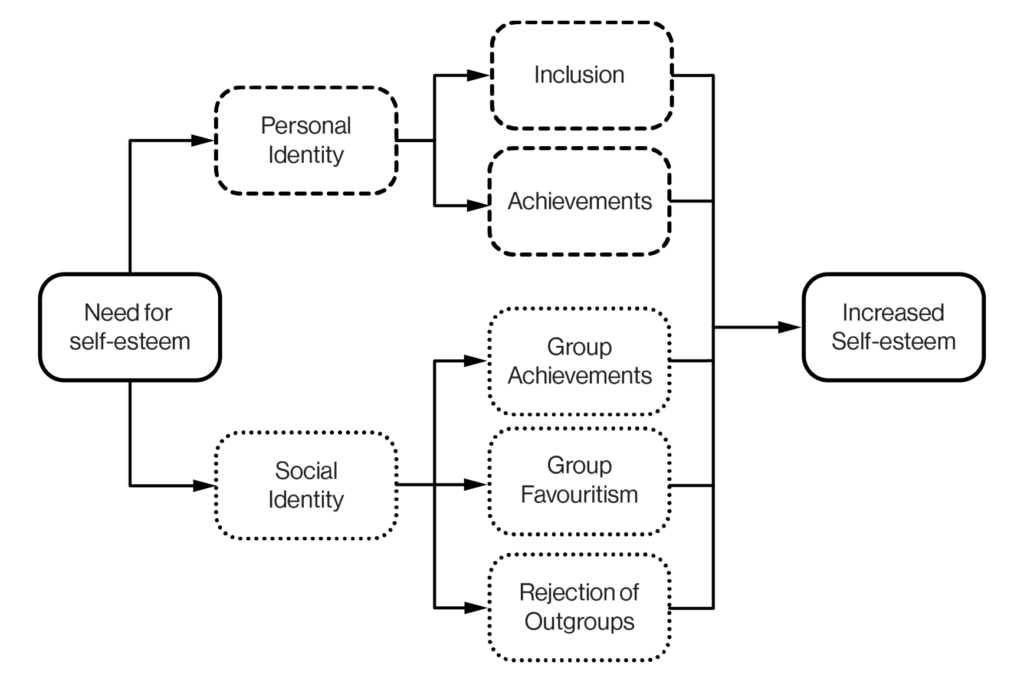 Need for
self-esteem
Personal
Identity
Social
Identity
Inclusion
Achievements
Group
Achievements
Group
Favouritism
Rejection of
Outgroups
Increased
Self-esteem